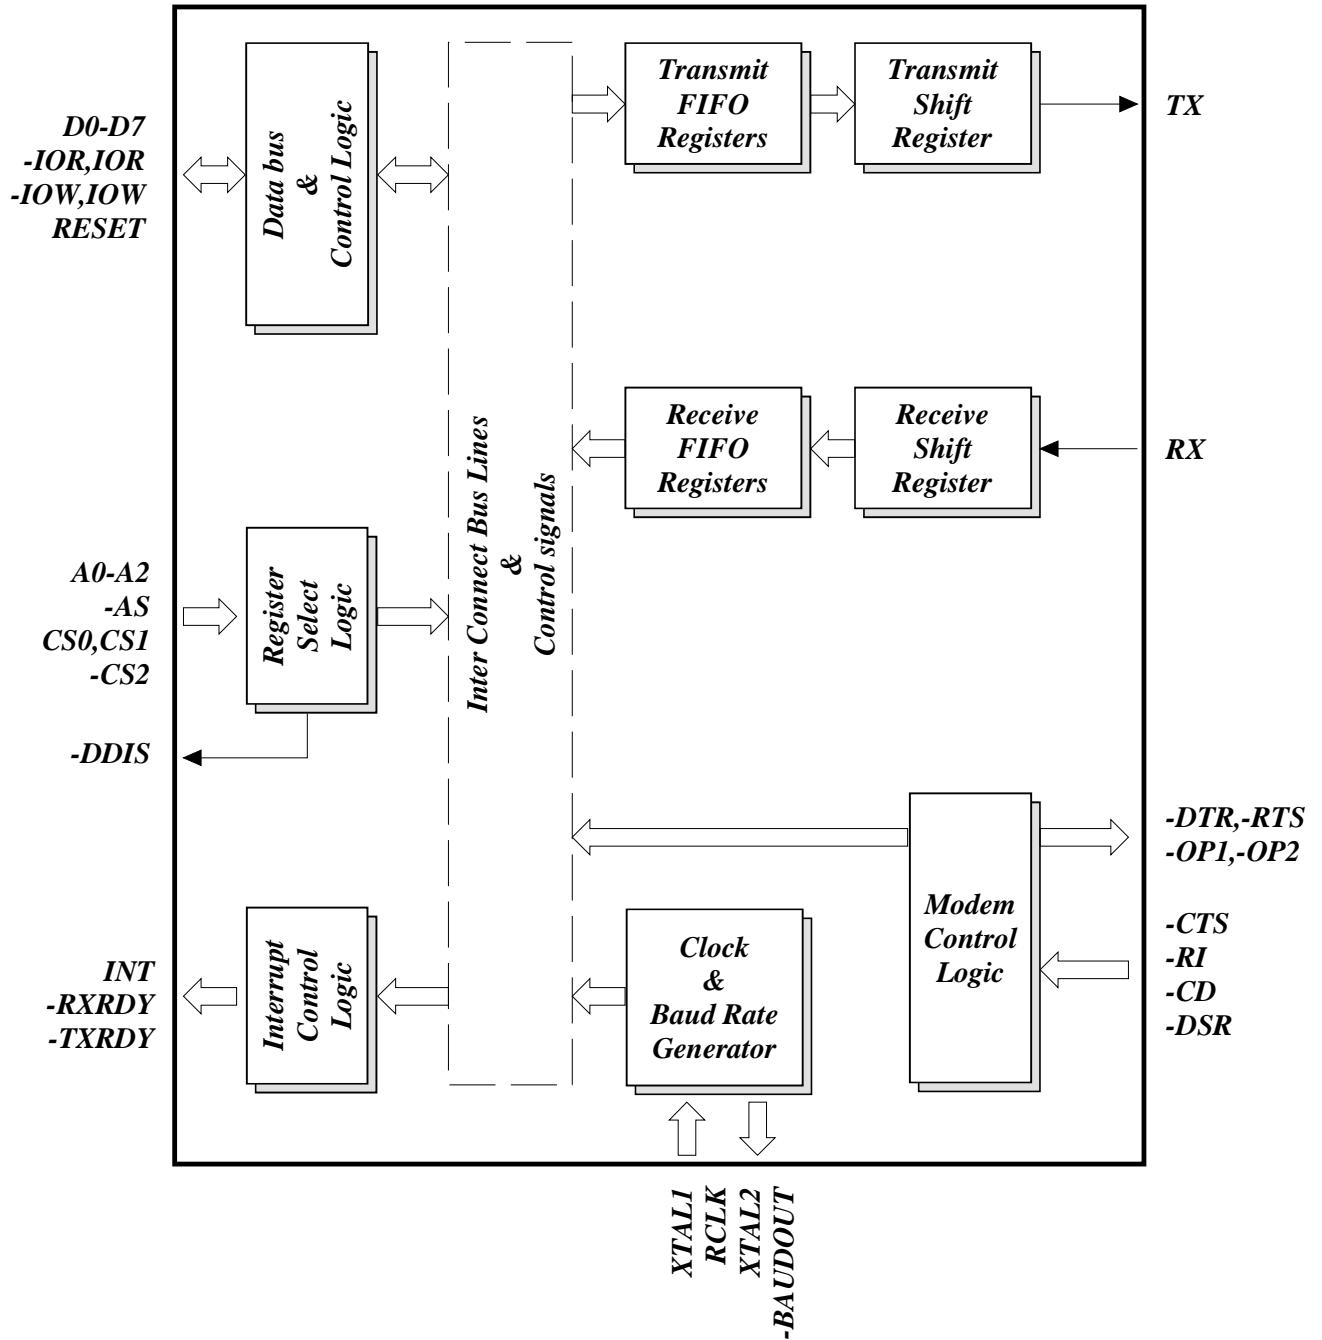 D0-D7
-IOR,IOR
-IOW,IOW
RESET
Data bus
&
Control Logic
A0-A2
-AS
CS0,CS1
-CS2
Register
Select
Logic
-DDIS
INT
-RXRDY
-TXRDY
Interrupt
Control
Logic
Inter Connect Bus Lines
&
Control signals
Transmit
FIFO
Registers
Transmit
Shift
Register
TX
Receive
FIFO
Registers
Receive
Shift
Register
RX
Clock
&
Baud Rate
Generator
Modem
Control
Logic
-DTR,-RTS
-OP1,-OP2
-CTS
-RI
-CD
-DSR
XTAL1
RCLK
XTAL2
-BAUDOUT